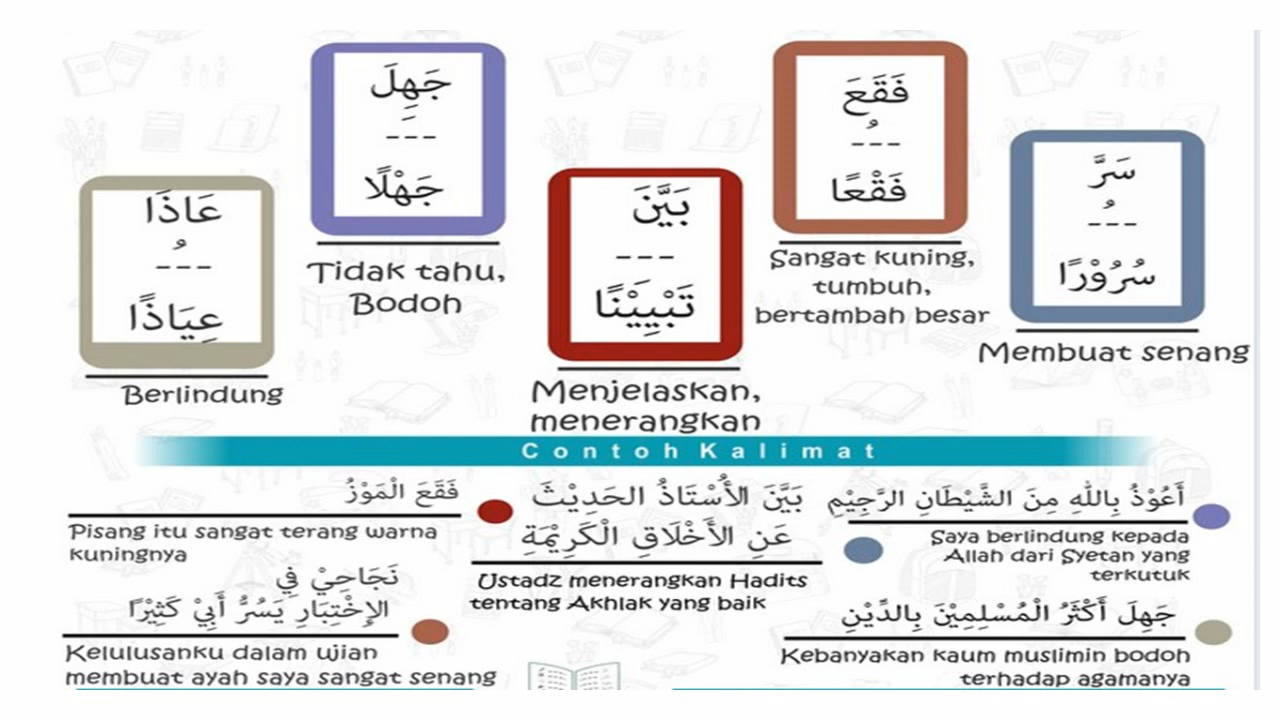 عَاذَا
ـُ ---
عِيَاذًا
Berlindung
جَهِلَ
ـَ ---
جَهْلًا
Tidak tahu,
Bodoh
بَيَّنَ
---
تَبْيِيْنًا
Menjelaskan,
menerangkan
فَقَعَ
ـُ ---
فَقْعًا
Sangat kuning,
tumbuh,
bertambah besar
سَرَّ
ـُ ---
سُرُوْرًا
Membuat senang
Contoh Kalimat
فَقَعَ الْمَوْزُ
Pisang itu sangat terang warna
kuningnya
نَجَاحِيْ فِي
الإِخْتِبَارِ يَسُرُّ أَبِيْ كَثِيْرًا
Kelulusanku dalam ujian
membuat ayah saya sangat senang
بَيَّنَ الأُسْتَاذُ الحَدِيْثَ
عَنِ الأَخْلَاقِ الْكَرِيْمَةِ
Ustadz menerangkan Hadits
tentang Akhlak yang baik
أَعُوْذُ بِاللهِ مِنَ الشَّيْطَانِ الرَّجِيْمِ
Saya berlindung kepada
Allah dari Syetan yang
terkutuk
جَهِلَ أَكْثَرُ الْمُسْلِمِيْنَ بِالدِّيْنِ
Kebanyakan kaum muslimin bodoh
terhadap agamanya